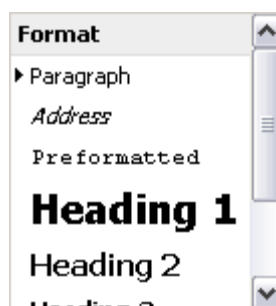 Format
Paragraph
Address
Preformatted
Heading 1
Heading 2